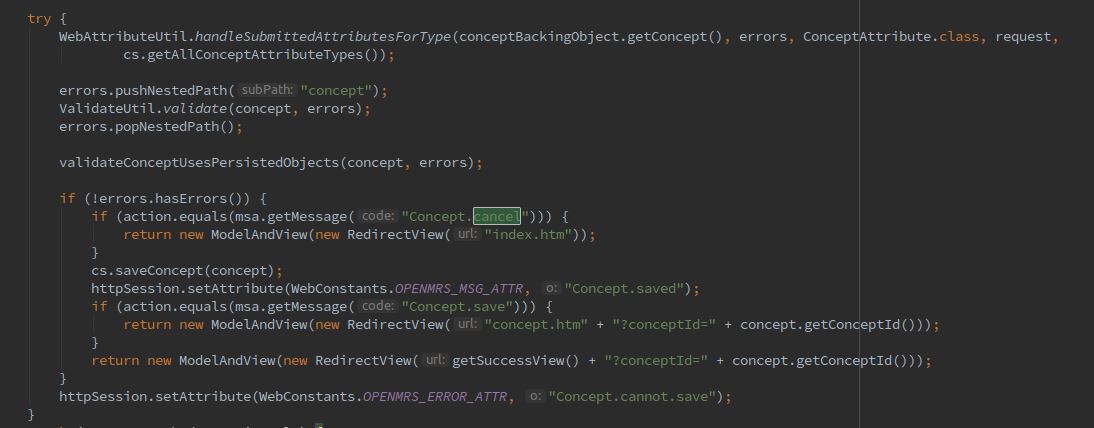 try {
WebAttributeUtil.handleSubmittedAttributesForType(conceptBackingObject.getConcept(), errors, ConceptAttribute.class, request,
cs.getAllConceptAttributeTypes());
errors.pushNestedPath( subPath: "concept");
ValidateUtil.validate(concept, errors);
errors.popNestedPath();
validateConceptUsesPersistedObjects(concept, errors);
if (!errors.hasErrors()) {
if (action.equals(msa.getMessage( code: "Concept.cancel"))) {
return new ModelAndView(new RedirectView( url: "index.htm"));
}
cs.saveConcept(concept);
httpSession.setAttribute(WebConstants.OPENMRS_MSG_ATTR, o: "Concept.saved");
if (action.equals(msa.getMessage( code: "Concept.save"))) {
return new ModelAndView(new RedirectView( url: "concept.htm" + "?conceptId=" + concept.getConceptId()));
}
return new ModelAndView(new RedirectView( url: getSuccessView() + "?conceptId=" + concept.getConceptId()));
}
httpSession.setAttribute(WebConstants.OPENMRS_ERROR_ATTR, o: "Concept.cannot.save");
}